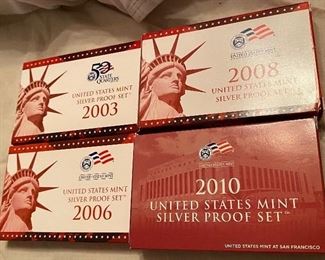 50
STATE
QUARTERS
UNITED STATES MINT
SILVER PROOF SET
2003
2008
UNITED STATES MINT
SILVER PROOF SET
UNITED STATES MINT
SILVER PROOF SET
2006
2010
UNITED STATES MINT
SILVER PROOF SET™
UNITED STATES MINT AT SAN FRANCISCO